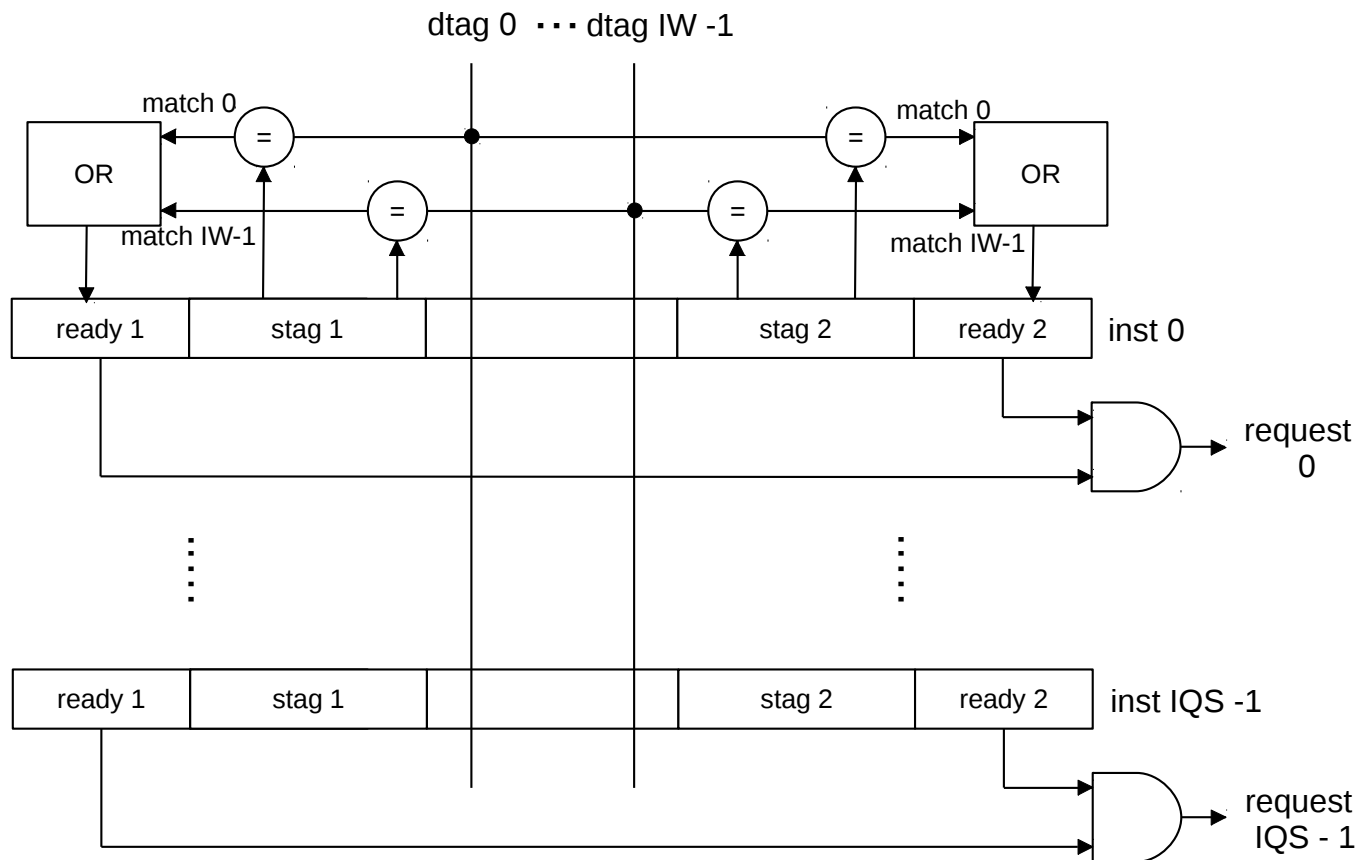 dtag 0 ⋯ dtag IW -1
match 0
match 0
=
=
OR
OR
=
=
match IW-1
match IW-1
ready 1
stag 1
stag 2
ready 2
inst 0
request
0
ready 1
stag 1
stag 2
ready 2
inst IQS -1
request
IQS - 1